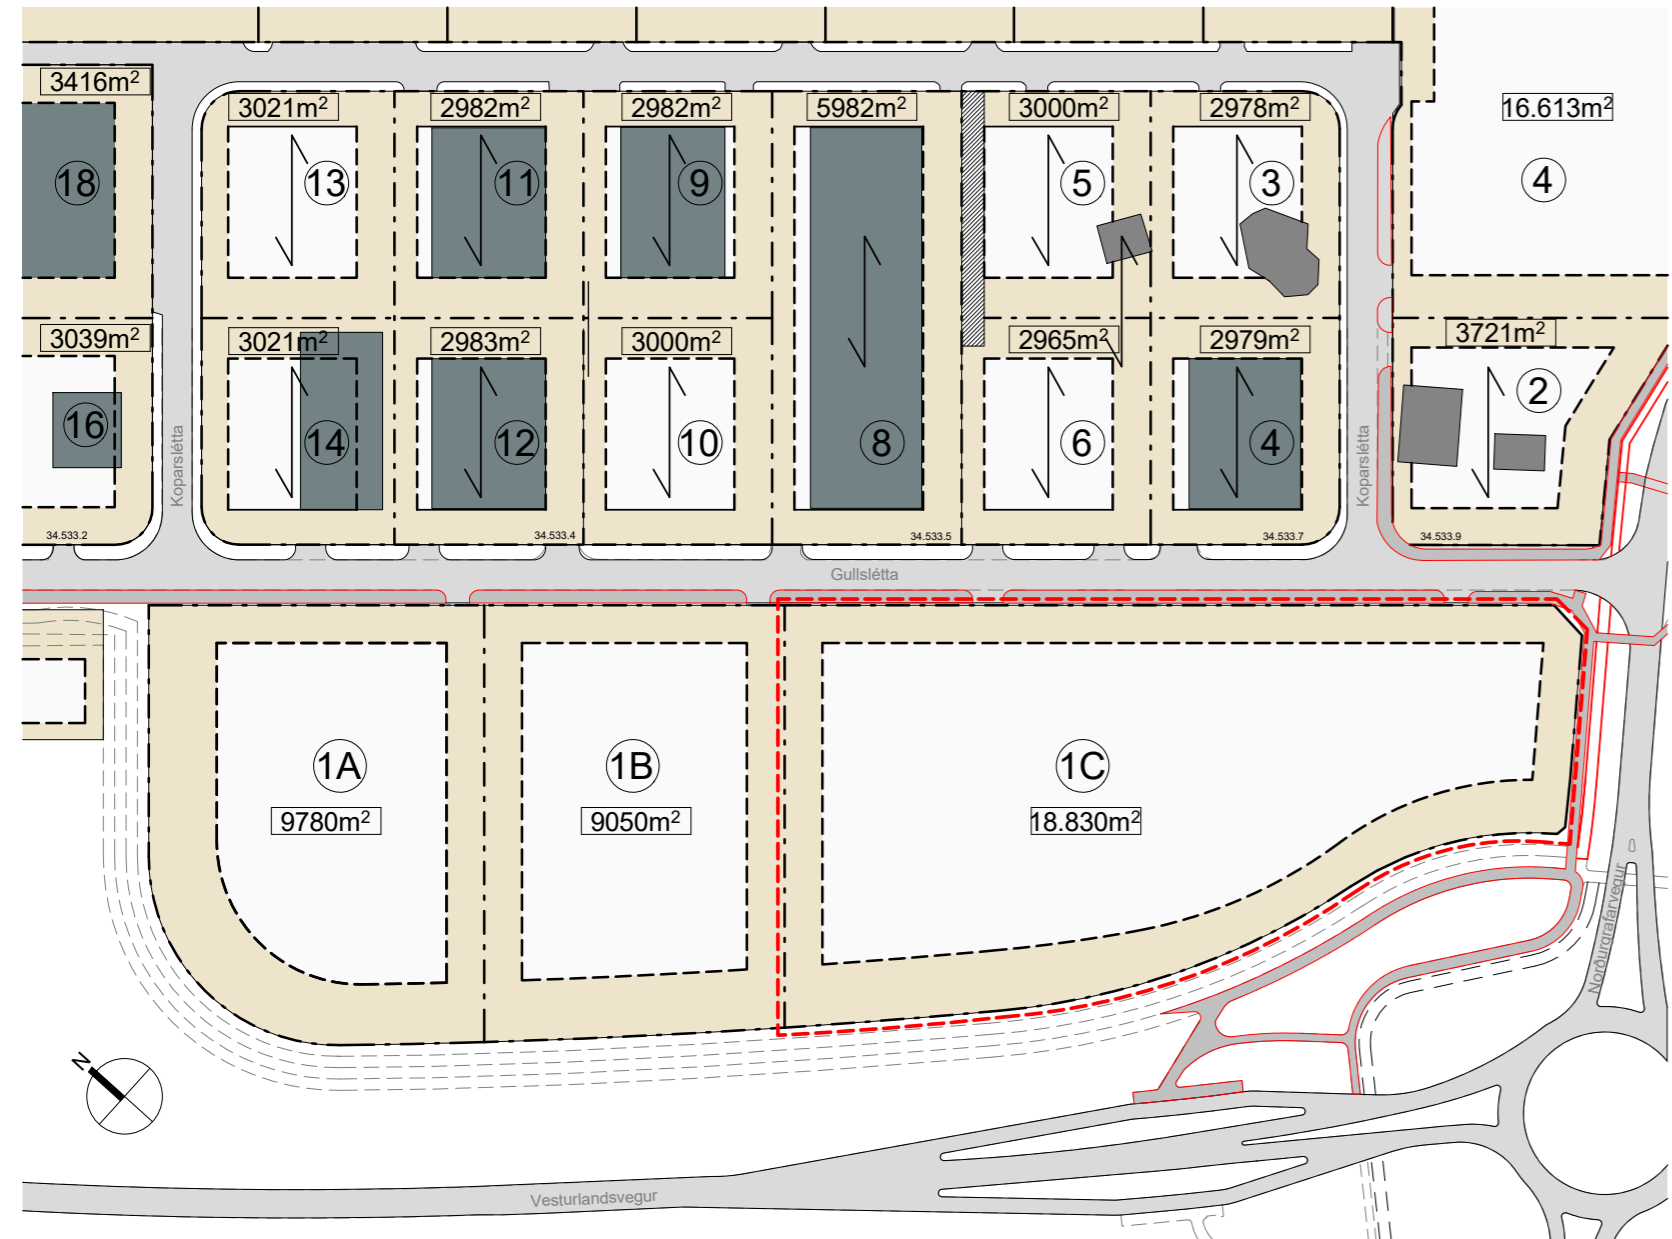 3416m²
3021m²
2982m²
2982m²
5982m²
3000m²
2978m²
16.613m²
18
13
11
9
5
3
4
3039m²
3021m²
2983m²
3000m²
2965m²
2979m²
3721m²
16
14
12
10
8
6
4
2
Koparslétta
Koparslétta
34.533.2
34.533.4
34.533.5
34.533.7
34.533.9
Gullslétta
1A
9780m²
1B
9050m²
1C
18.830m²
Norðurgrafarvegur
N
Vesturlandsvegur